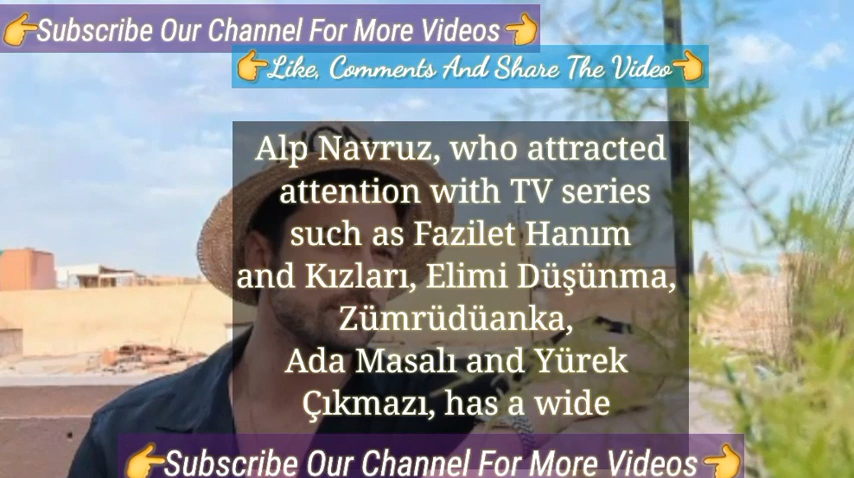 👉Subscribe Our Channel For More Videos👈
👉Like, Comments And Share The Video👈
Alp Navruz, who attracted
attention with TV series
such as Fazilet Hanım
and Kızları, Elimi Düşünma,
Zümrüdüanka,
Ada Masalı and Yürek
Çıkmazı, has a wide
👉Subscribe Our Channel For More Videos👈